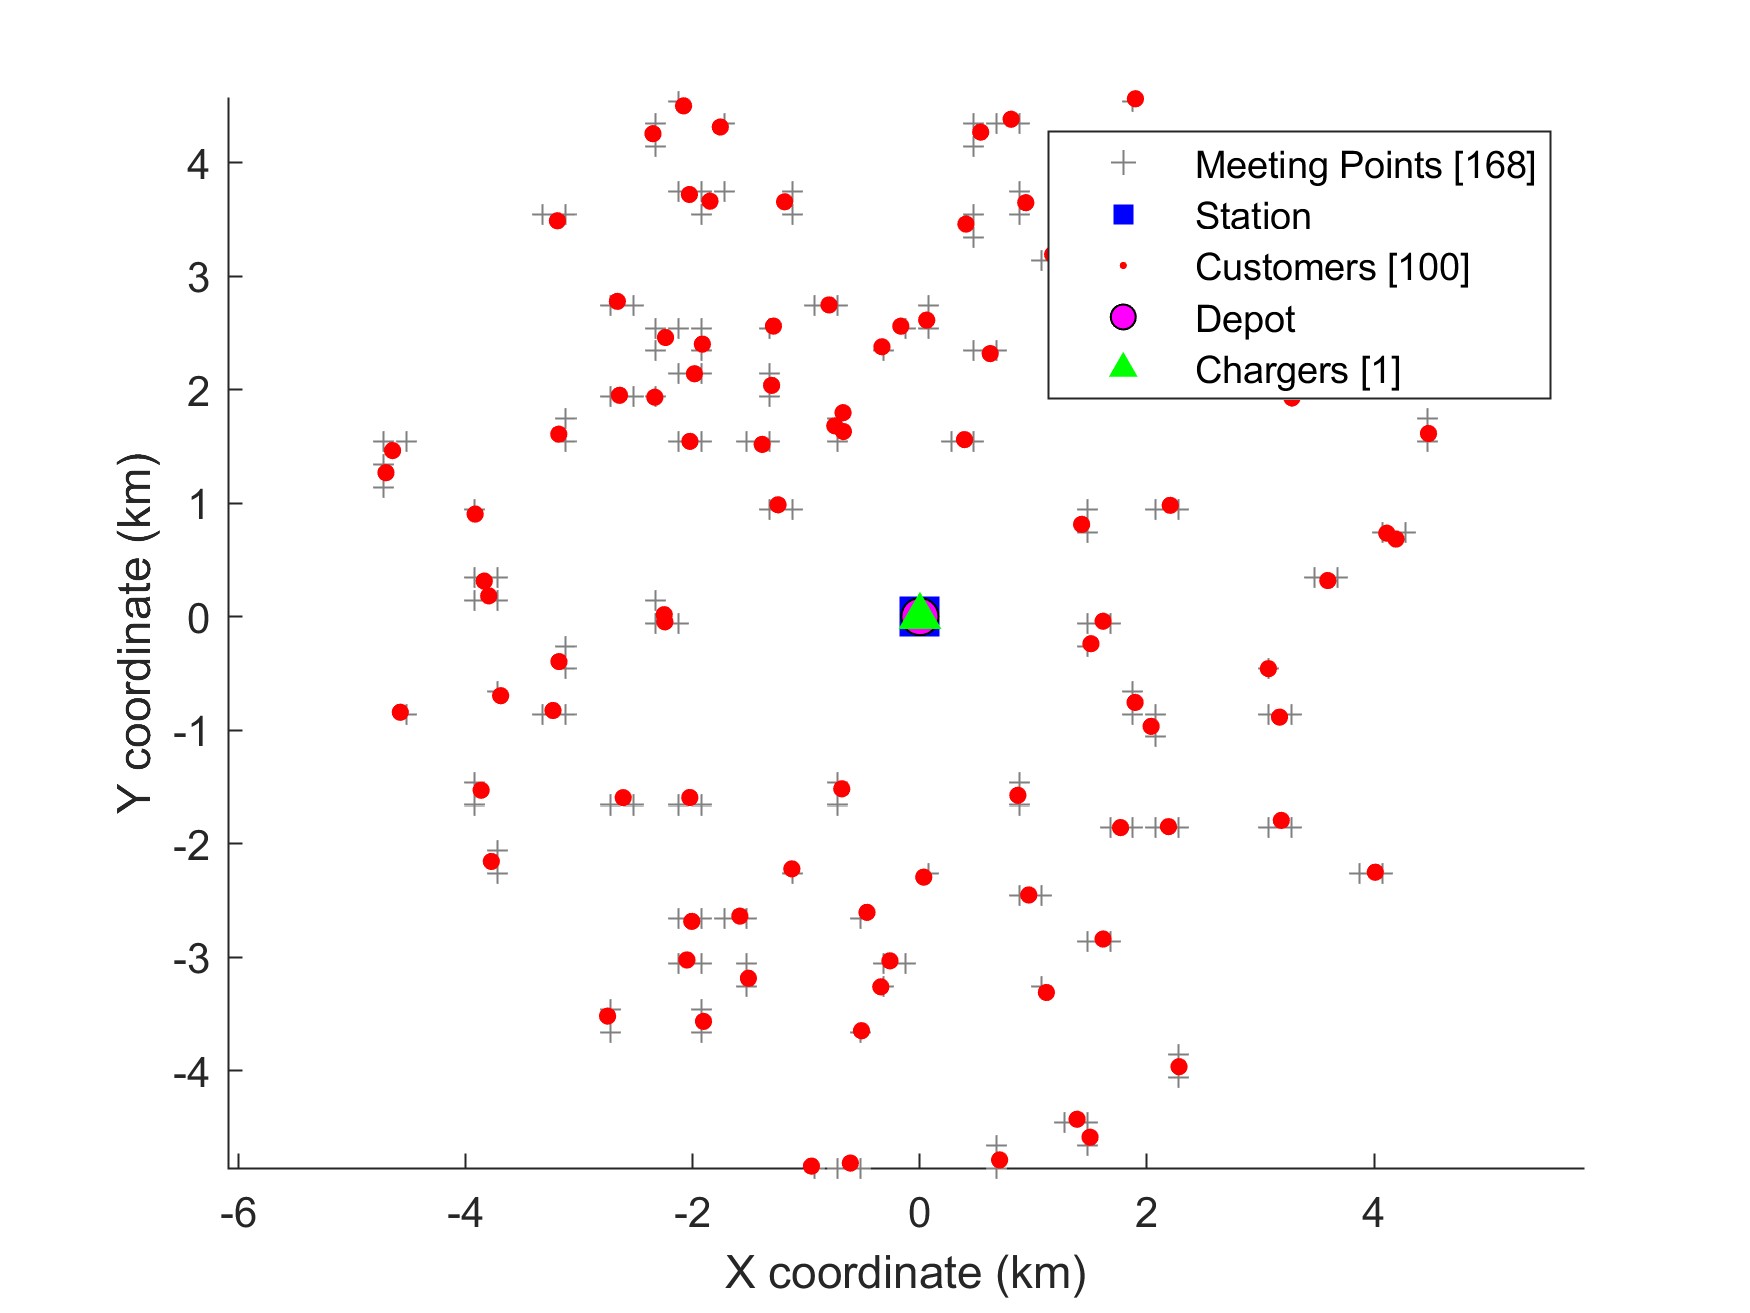 4
3
2
1
0
-1
-2
-3
-4
Y coordinate (km)
Meeting Points [168]
Station
Customers [100]
Depot
Chargers [1]
-6 -4 -2 0 2 4
X coordinate (km)